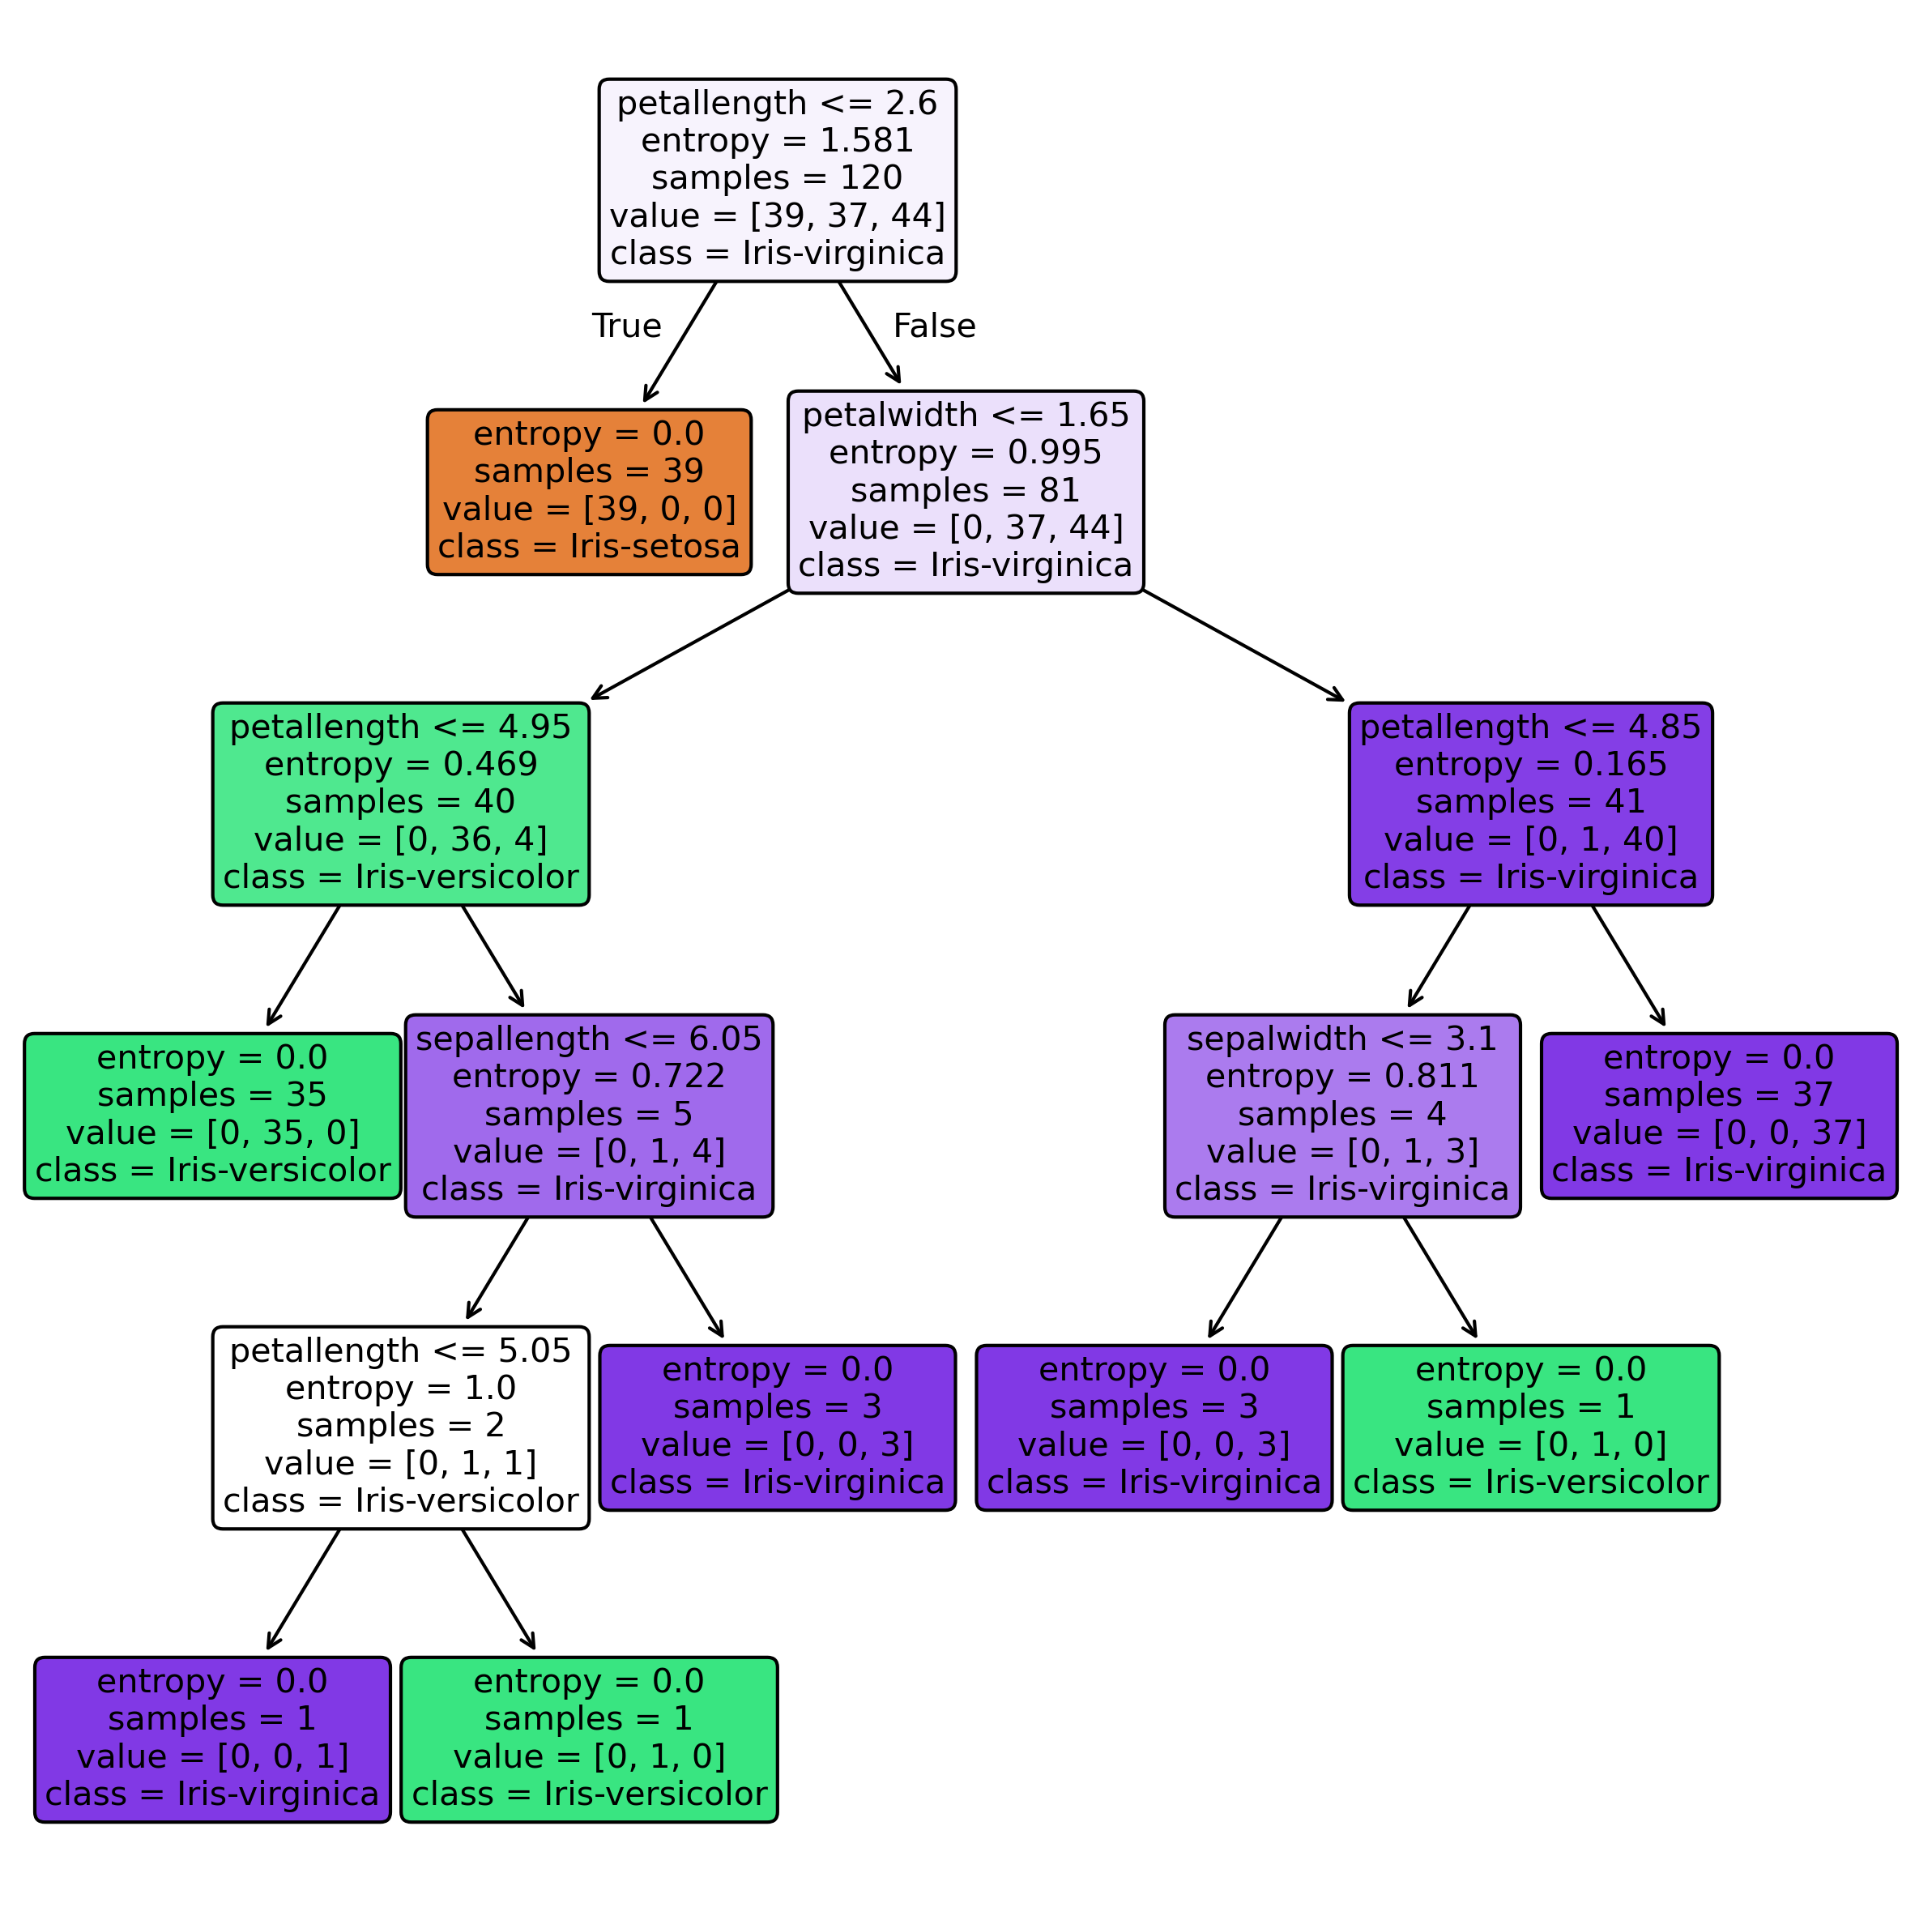 petallength <= 2.6
entropy = 1.581
samples = 120
value = [39, 37, 44]
class = Iris-virginica
True
False
entropy = 0.0
samples = 39
value = [39, 0, 0]
class = Iris-setosa
petalwidth <= 1.65
entropy = 0.995
samples = 81
value = [0, 37, 44]
class = Iris-virginica
petallength <= 4.95
entropy = 0.469
samples = 40
value = [0, 36, 4]
class = Iris-versicolor
petallength <= 4.85
entropy = 0.165
samples = 41
value = [0, 1, 40]
class = Iris-virginica
entropy = 0.0
samples = 35
value = [0, 35, 0]
class = Iris-versicolor
sepallength <= 6.05
entropy = 0.722
samples = 5
value = [0, 1, 4]
class = Iris-virginica
sepalwidth <= 3.1
entropy = 0.811
samples = 4
value = [0, 1, 3]
class = Iris-virginica
entropy = 0.0
samples = 37
value = [0, 0, 37]
class = Iris-virginica
petallength <= 5.05
entropy = 1.0
samples = 2
value = [0, 1, 1]
class = Iris-versicolor
entropy = 0.0
samples = 3
value = [0, 0, 3]
class = Iris-virginica
entropy = 0.0
samples = 3
value = [0, 0, 3]
class = Iris-virginica
entropy = 0.0
samples = 1
value = [0, 1, 0]
class = Iris-versicolor
entropy = 0.0
samples = 1
value = [0, 0, 1]
class = Iris-virginica
entropy = 0.0
samples = 1
value = [0, 1, 0]
class = Iris-versicolor